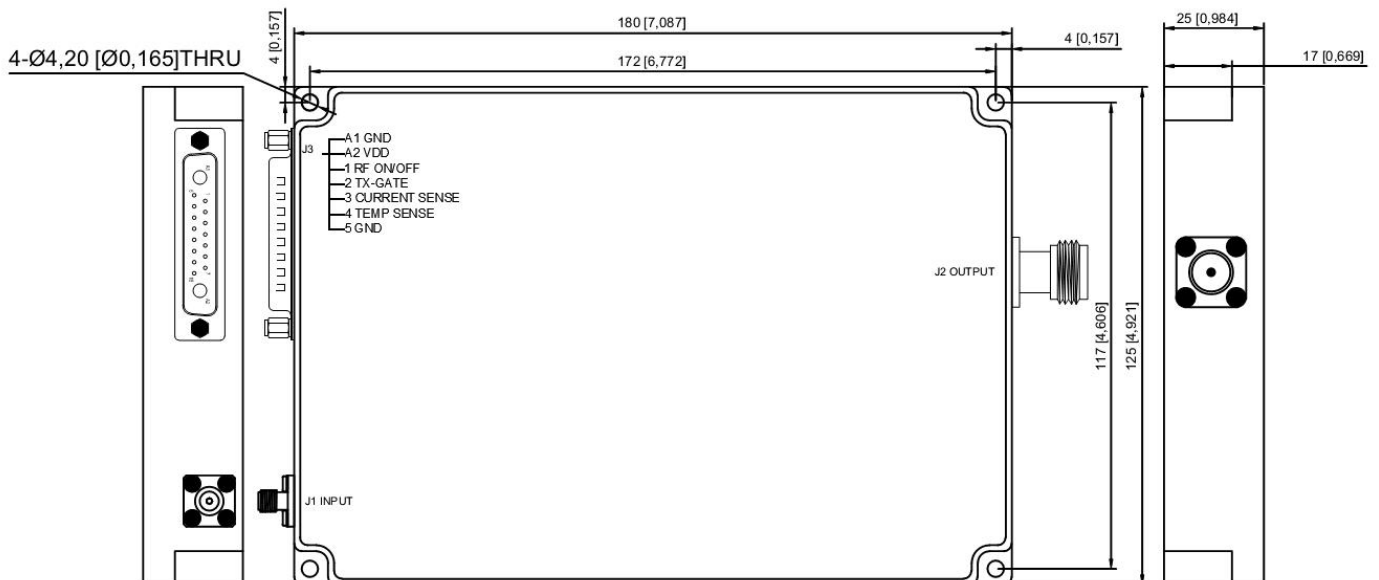 180 [7,087]
25 [0,984]
4 [0,157]
4 [0,157]
17 [0,669]
4-Ø4,20 [Ø0,165]THRU
172 [6,772]
J3
A1 GND
A2 VDD
1 RF ON/OFF
2 TX-GATE
3 CURRENT SENSE
4 TEMP SENSE
5 GND
J2 OUTPUT
117 [4,606]
125 [4,921]
J1 INPUT